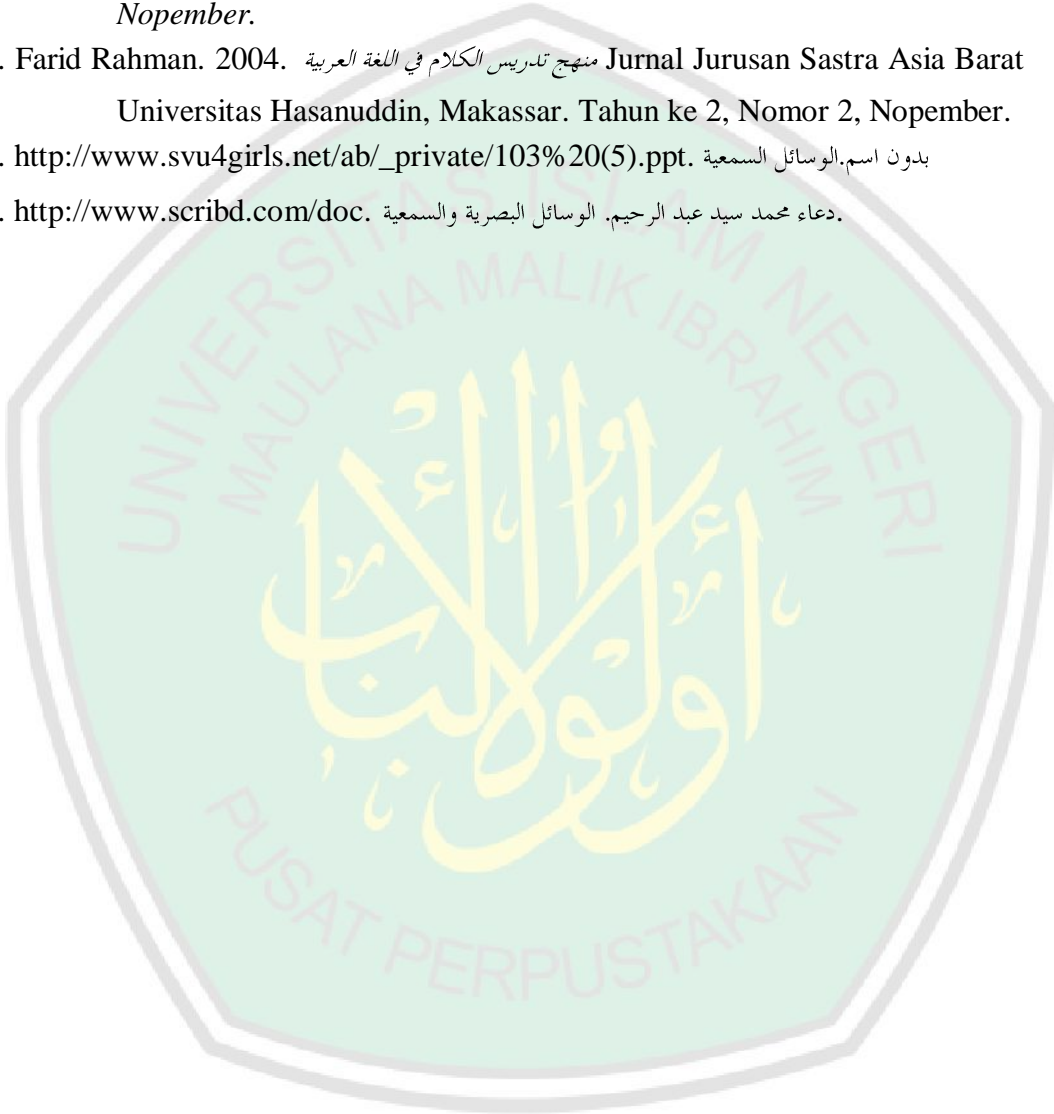 Nopember.
. Farid Rahman. 2004. منهج تدريس الكلام في اللغة العربية Jurnal Jurusan Sastra Asia Barat
Universitas Hasanuddin, Makassar. Tahun ke 2, Nomor 2, Nopember.
. http://www.svu4girls.net/ab/_private/103%20(5).ppt. بدون اسم.الوسائل السمعية
. http://www.scribd.com/doc. دعاء محمد سيد عبد الرحيم. الوسائل البصرية والسمعية.
UNIVERSITAS ISLAM NEGERI
MAULANA MALIK IBRAHIM
أولوا الألباب
PUSAT PERPUSTAKAAN